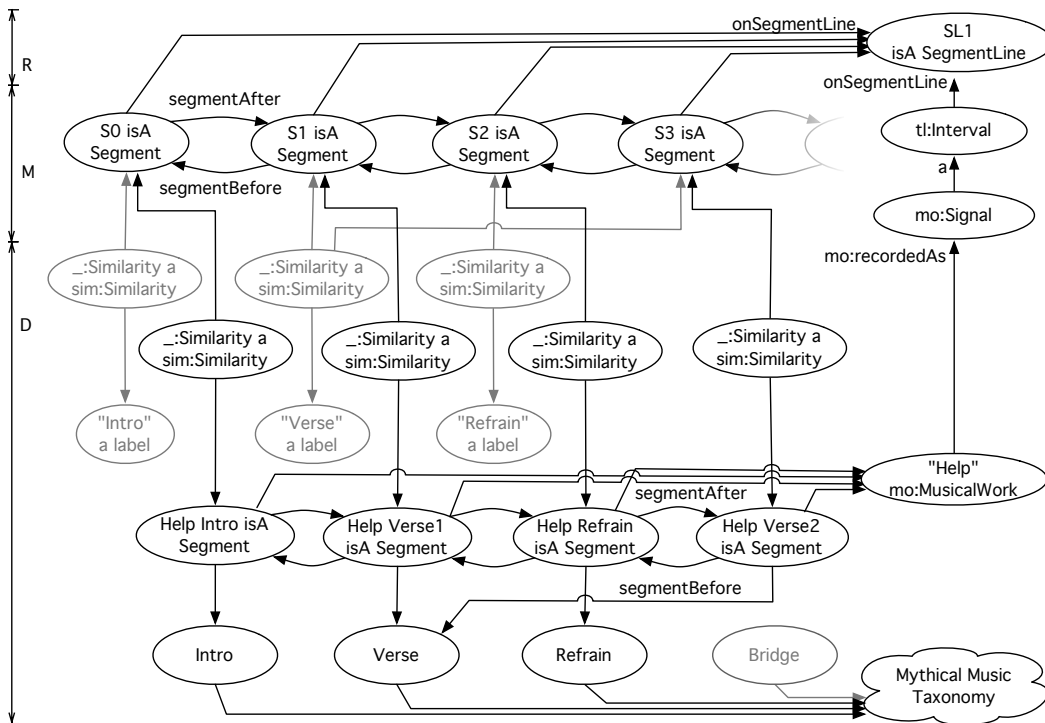 onSegmentLine
SL1
isA SegmentLine
R
onSegmentLine
segmentAfter
S0 isA
Segment
S1 isA
Segment
S2 isA
Segment
S3 isA
Segment
tl:Interval
M
segmentBefore
a
mo:Signal
mo:recordedAs
_:Similarity a
sim:Similarity
_:Similarity a
sim:Similarity
_:Similarity a
sim:Similarity
D
_:Similarity a
sim:Similarity
_:Similarity a
sim:Similarity
_:Similarity a
sim:Similarity
_:Similarity a
sim:Similarity
"Intro"
a label
"Verse"
a label
"Refrain"
a label
"Help"
mo:MusicalWork
segmentAfter
Help Intro isA
Segment
Help Verse1
isA Segment
Help Refrain
isA Segment
Help Verse2
isA Segment
segmentBefore
Intro
Verse
Refrain
Bridge
Mythical Music
Taxonomy